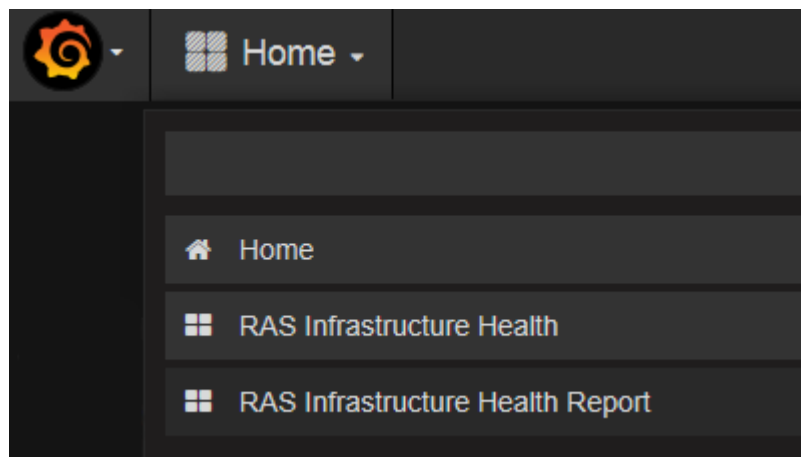 Home
Home
RAS Infrastructure Health
RAS Infrastructure Health Report